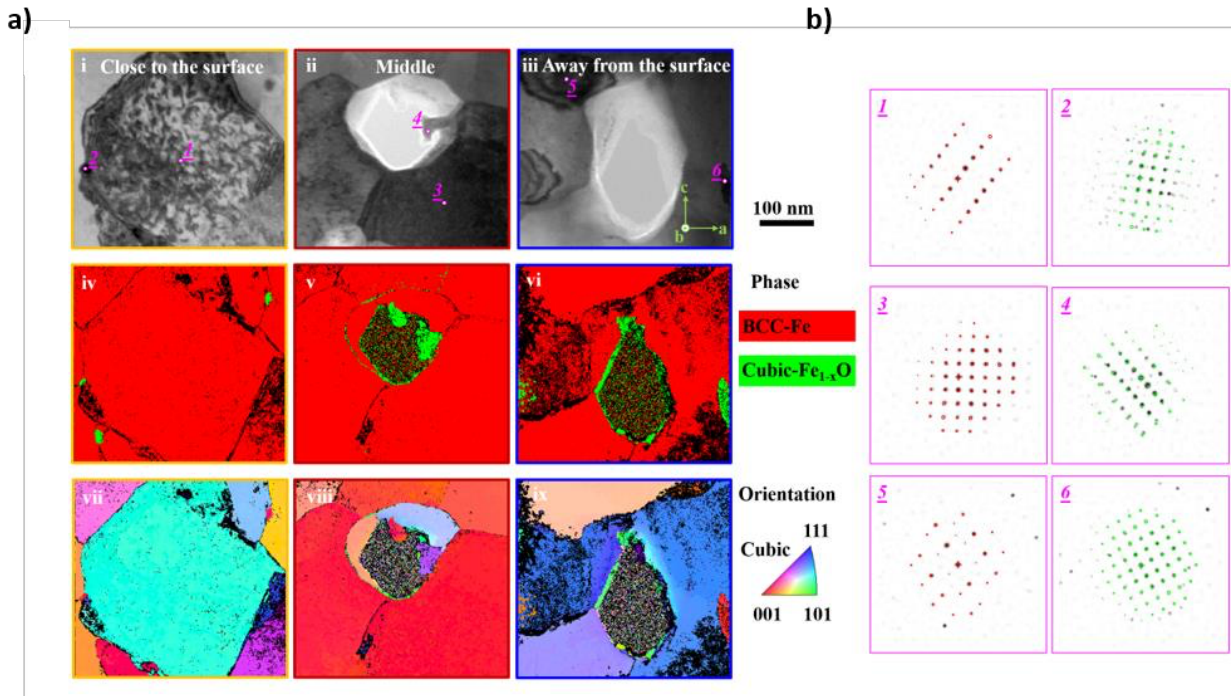 a)
b)
i Close to the surface
ii Middle
iii Away from the surface
1
2
3
4
5
6
c
b
a
100 nm
iv
v
vi
Phase
BCC-Fe
Cubic-Fe₁₋ₓO
vii
viii
ix
Orientation
Cubic
111
001
101
1
2
3
4
5
6